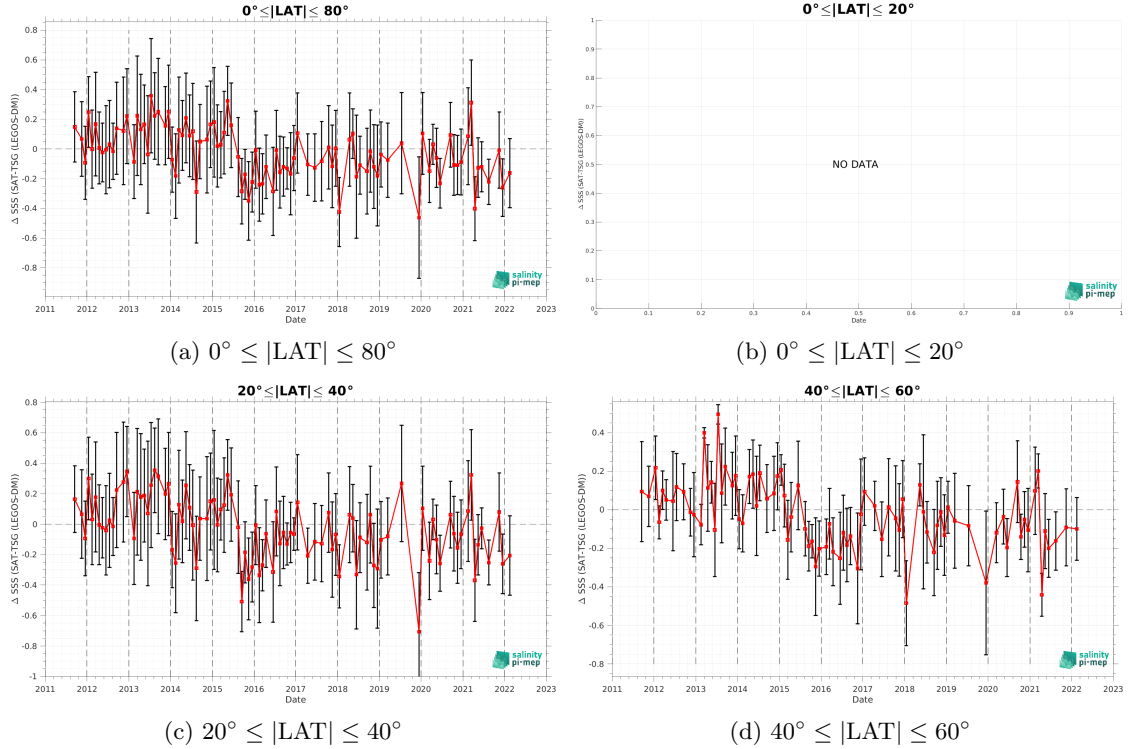 0°≤|LAT|≤ 80°
0.8
0.6
0.4
0.2
0
-0.2
-0.4
-0.6
-0.8
Δ SSS (SAT-TSG (LEGOS-DM))
2011 2012 2013 2014 2015 2016 2017 2018 2019 2020 2021 2022 2023
Date
salinity
pi-mep
(a) 0° ≤ |LAT| ≤ 80°
0°≤|LAT|≤ 20°
1
0.9
0.8
0.7
0.6
0.5
0.4
0.3
0.2
0.1
0
Δ SSS (SAT-TSG (LEGOS-DM))
NO DATA
0 0.1 0.2 0.3 0.4 0.5 0.6 0.7 0.8 0.9 1
Date
salinity
pi-mep
(b) 0° ≤ |LAT| ≤ 20°
20°≤|LAT|≤ 40°
0.8
0.6
0.4
0.2
0
-0.2
-0.4
-0.6
-0.8
-1
Δ SSS (SAT-TSG (LEGOS-DM))
2011 2012 2013 2014 2015 2016 2017 2018 2019 2020 2021 2022 2023
Date
salinity
pi-mep
(c) 20° ≤ |LAT| ≤ 40°
40°≤|LAT|≤ 60°
0.4
0.2
0
-0.2
-0.4
-0.6
-0.8
Δ SSS (SAT-TSG (LEGOS-DM))
2011 2012 2013 2014 2015 2016 2017 2018 2019 2020 2021 2022 2023
Date
salinity
pi-mep
(d) 40° ≤ |LAT| ≤ 60°